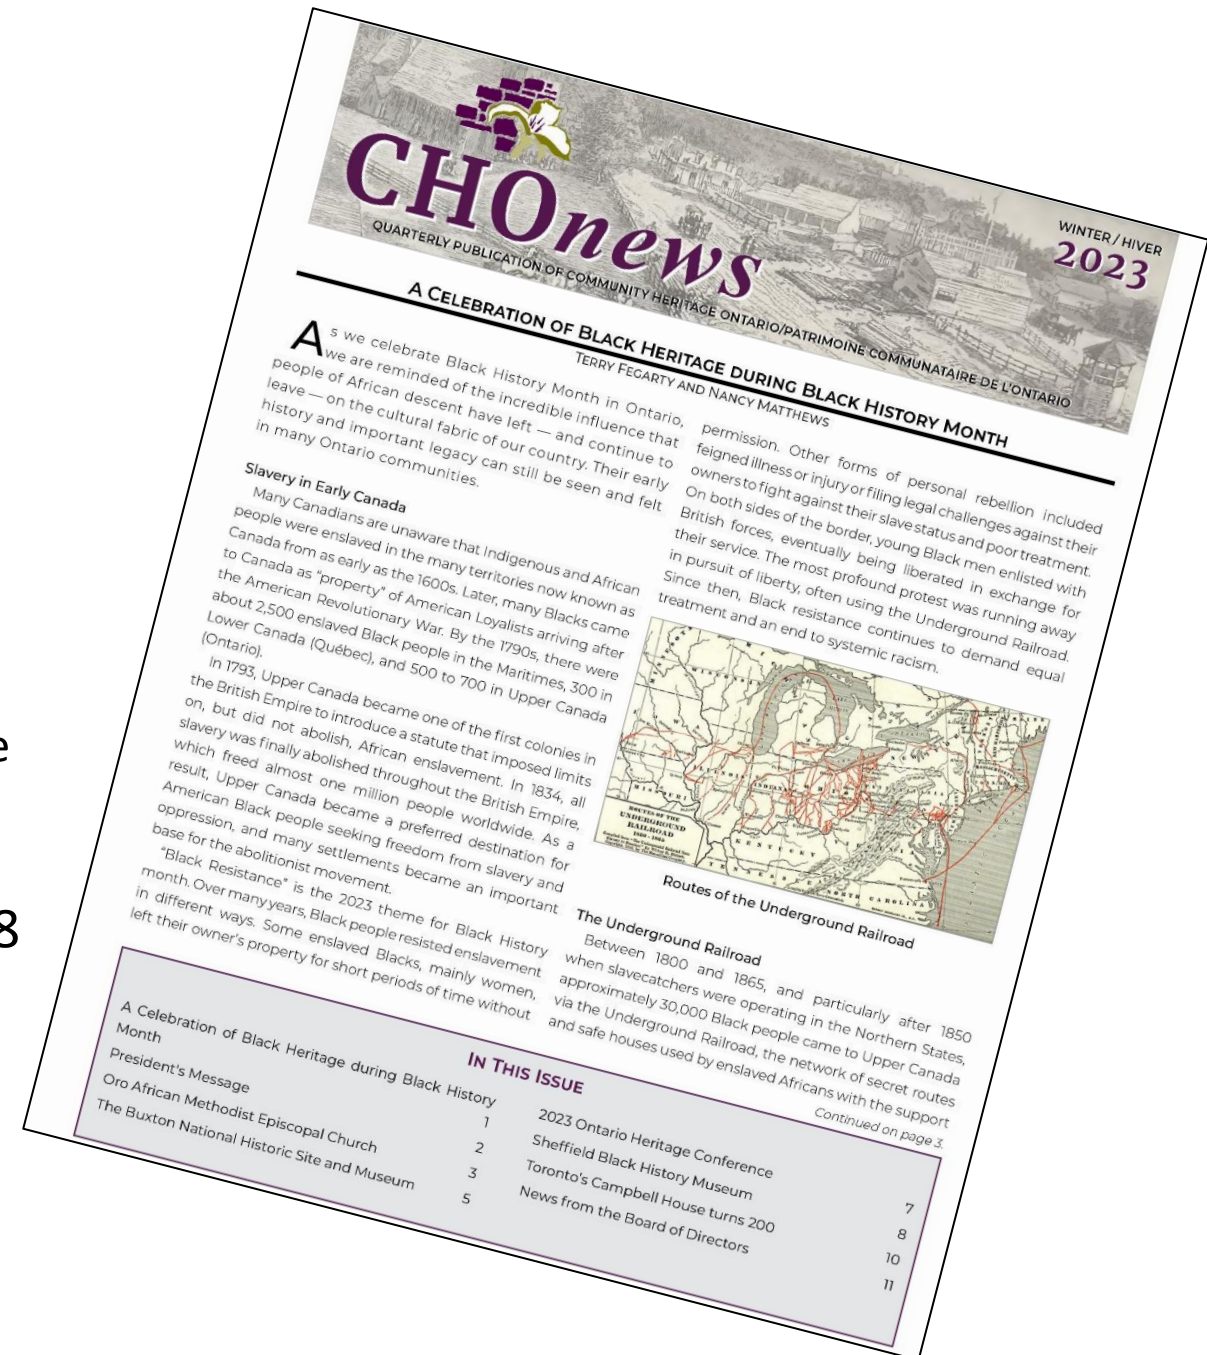 CHOnews
QUARTERLY PUBLICATION OF COMMUNITY HERITAGE ONTARIO/PATRIMOINE COMMUNATAIRE DE L'ONTARIO
WINTER / HIVER
2023
A CELEBRATION OF BLACK HERITAGE DURING BLACK HISTORY MONTH
TERRY FEGARTY AND NANCY MATTHEWS
As we celebrate Black History Month in Ontario,
we are reminded of the incredible influence that
people of African descent have left — and continue to
leave — on the cultural fabric of our country. Their early
history and important legacy can still be seen and felt
in many Ontario communities.
Slavery in Early Canada
Many Canadians are unaware that Indigenous and African
people were enslaved in the many territories now known as
Canada from as early as the 1600s. Later, many Blacks came
to Canada as "property" of American Loyalists arriving after
the American Revolutionary War. By the 1790s, there were
about 2,500 enslaved Black people in the Maritimes, 300 in
Lower Canada (Québec), and 500 to 700 in Upper Canada
(Ontario).
In 1793, Upper Canada became one of the first colonies in
the British Empire to introduce a statute that imposed limits
on, but did not abolish, African enslavement. In 1834, all
slavery was finally abolished throughout the British Empire,
which freed almost one million people worldwide. As a
result, Upper Canada became a preferred destination for
American Black people seeking freedom from slavery and
oppression, and many settlements became an important
base for the abolitionist movement.
"Black Resistance" is the 2023 theme for Black History
month. Over many years, Black people resisted enslavement
in different ways. Some enslaved Blacks, mainly women,
left their owner's property for short periods of time without
permission. Other forms of personal rebellion included
feigned illness or injury or filing legal challenges against their
owners to fight against their slave status and poor treatment.
On both sides of the border, young Black men enlisted with
British forces, eventually being liberated in exchange for
their service. The most profound protest was running away
in pursuit of liberty, often using the Underground Railroad.
Since then, Black resistance continues to demand equal
treatment and an end to systemic racism.
ROUTES OF THE
UNDERGROUND
RAILROAD
ILLINOIS
INDIANA
MISSOURI
KENTUCKY
TENNESSEE
NORTH CAROLINA
Routes of the Underground Railroad
The Underground Railroad
Between 1800 and 1865, and particularly after 1850
when slavecatchers were operating in the Northern States,
approximately 30,000 Black people came to Upper Canada
via the Underground Railroad, the network of secret routes
and safe houses used by enslaved Africans with the support
Continued on page 3.
IN THIS ISSUE
A Celebration of Black Heritage during Black History
Month 1
President's Message 2
Oro African Methodist Episcopal Church 3
The Buxton National Historic Site and Museum 5
2023 Ontario Heritage Conference 7
Sheffield Black History Museum 8
Toronto's Campbell House turns 200 10
News from the Board of Directors 11
e
8